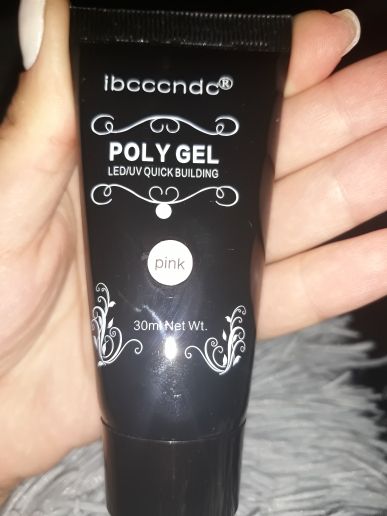 ibcccndc®
POLY GEL
LED/UV QUICK BUILDING
pink
30ml Net Wt.